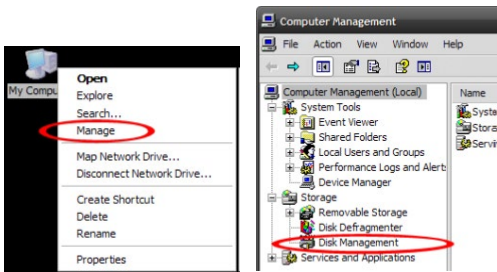 My Compu
Open
Explore
Search...
Manage
Map Network Drive...
Disconnect Network Drive...
Create Shortcut
Delete
Rename
Properties
Computer Management
File Action View Window Help
Computer Management (Local)
System Tools
Event Viewer
Shared Folders
Local Users and Groups
Performance Logs and Alerts
Device Manager
Storage
Removable Storage
Disk Defragmenter
Disk Management
Services and Applications
Name
Syste
Stora
Servi